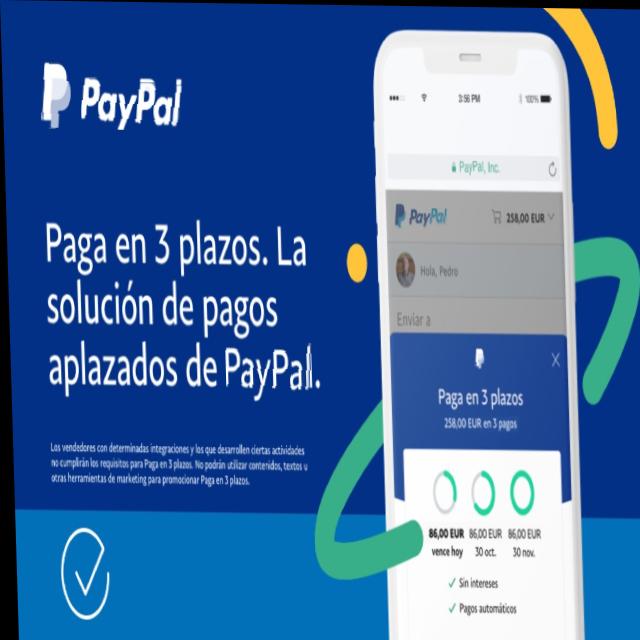 PayPal
Paga en 3 plazos. La
solución de pagos
aplazados de PayPal.
Los vendedores con determinadas integraciones y los que desarrollen ciertas actividades
no cumplirán los requisitos para Paga en 3 plazos. No podrán utilizar contenidos, textos u
otras herramientas de marketing para promocionar Paga en 3 plazos.
3:56 PM 100%
PayPal, Inc.
PayPal 258,00 EUR
Hola, Pedro
Enviar a
Paga en 3 plazos
258,00 EUR en 3 pagos
86,00 EUR 86,00 EUR 86,00 EUR
vence hoy 30 oct. 30 nov.
Sin intereses
Pagos automáticos